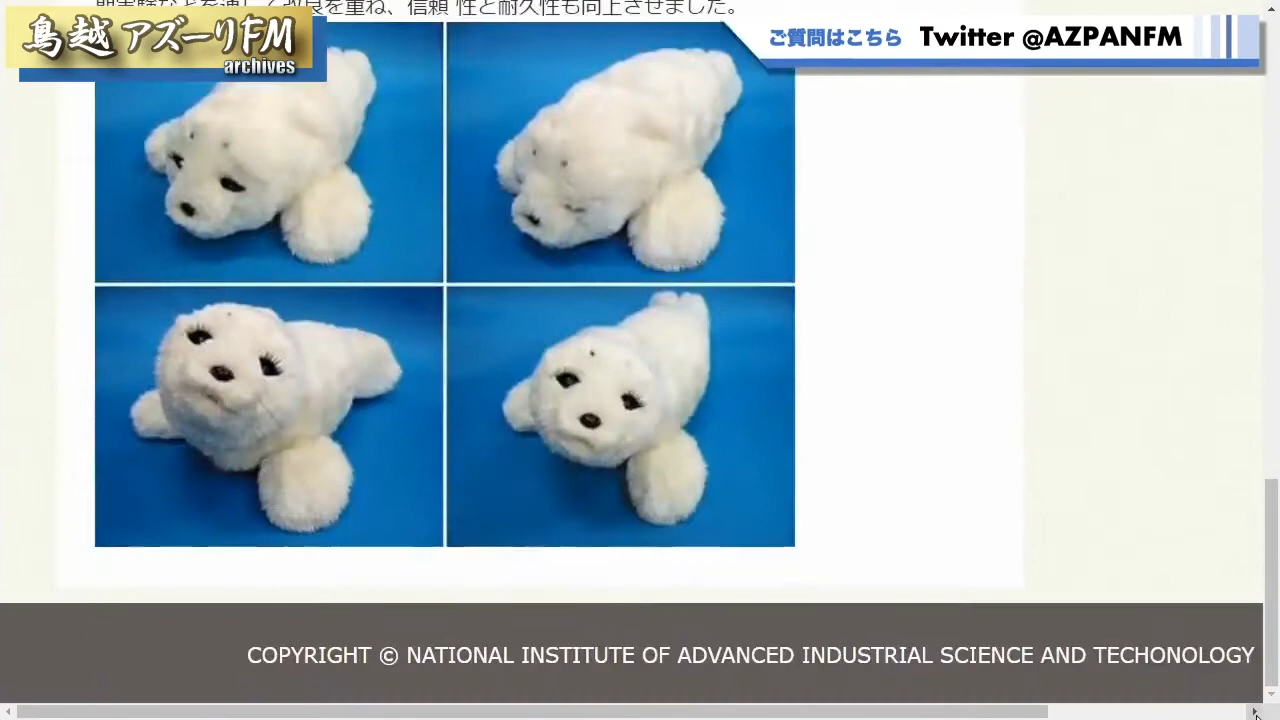 を重ね、信頼 性と耐久性も向上させました。
鳥越アズーリFM
archives
ご質問はこちら Twitter @AZPANFM
COPYRIGHT © NATIONAL INSTITUTE OF ADVANCED INDUSTRIAL SCIENCE AND TECHONOLOGY